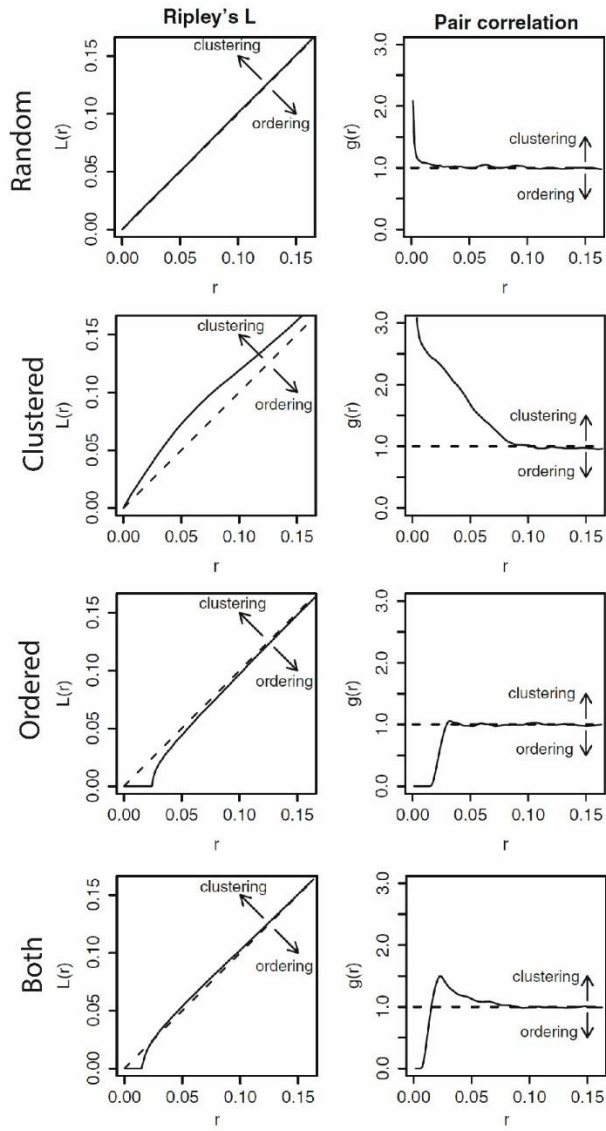 Ripley's L
Pair correlation
Random
L(r)
0.00 0.05 0.10 0.15
clustering
ordering
0.00 0.05 0.10 0.15
r
g(r)
0.0 1.0 2.0 3.0
clustering
ordering
0.00 0.05 0.10 0.15
r
Clustered
L(r)
0.00 0.05 0.10 0.15
clustering
ordering
0.00 0.05 0.10 0.15
r
g(r)
0.0 1.0 2.0 3.0
clustering
ordering
0.00 0.05 0.10 0.15
r
Ordered
L(r)
0.00 0.05 0.10 0.15
clustering
ordering
0.00 0.05 0.10 0.15
r
g(r)
0.0 1.0 2.0 3.0
clustering
ordering
0.00 0.05 0.10 0.15
r
Both
L(r)
0.00 0.05 0.10 0.15
clustering
ordering
0.00 0.05 0.10 0.15
r
g(r)
0.0 1.0 2.0 3.0
clustering
ordering
0.00 0.05 0.10 0.15
r